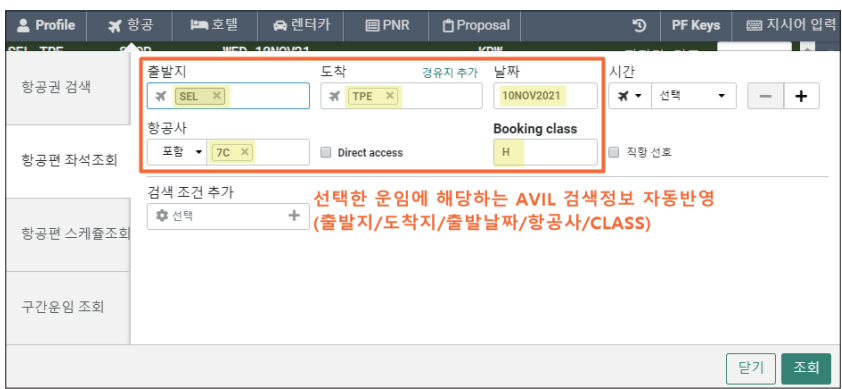 Profile 항공 호텔 렌터카 PNR Proposal PF Keys 지시어 입력
SEL TPE WED 10NOV21 KRW
항공권 검색
항공편 좌석조회
항공편 스케쥴조회
구간운임 조회
출발지 도착 경유지 추가 날짜 시간
SEL × TPE × 10NOV2021 선택 − +
항공사 Booking class
포함 7C × Direct access H 직항 선호
검색 조건 추가
선택 +
선택한 운임에 해당하는 AVIL 검색정보 자동반영
(출발지/도착지/출발날짜/항공사/CLASS)
닫기 조회